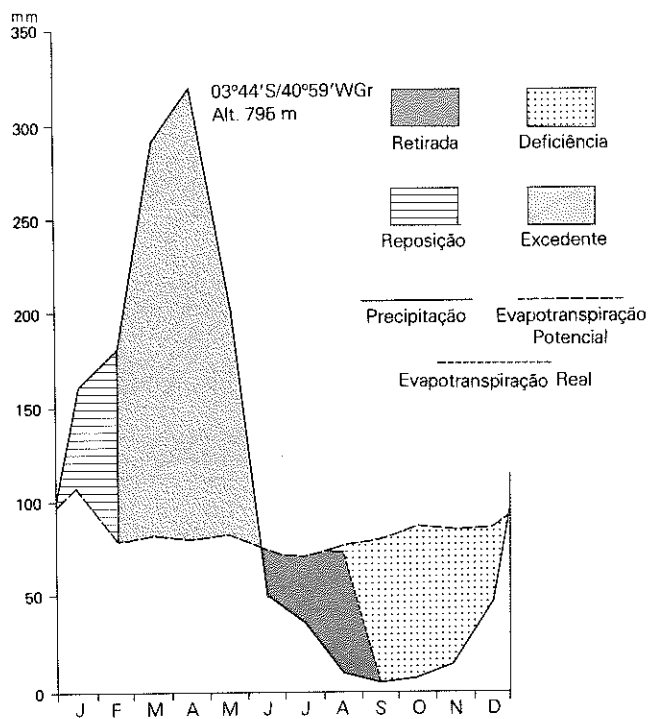 mm
350
300
250
200
150
100
50
0
03°44'S/40°59'WGr
Alt. 796 m
Retirada
Deficiência
Reposição
Excedente
Precipitação
Evapotranspiração
Potencial
Evapotranspiração Real
J F M A M J J A S O N D